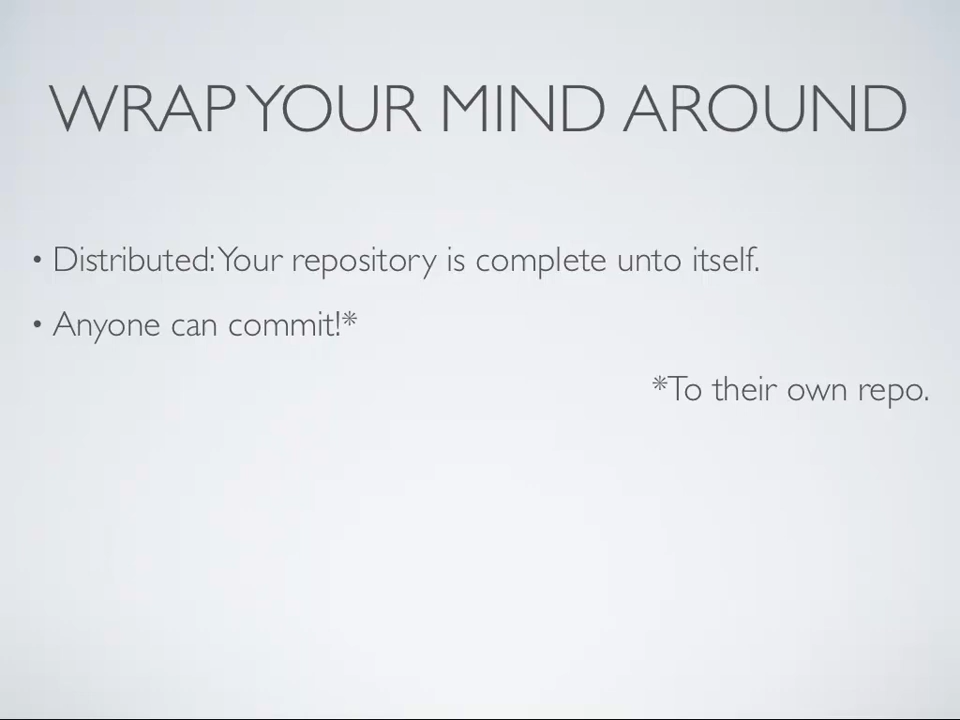 WRAP YOUR MIND AROUND
• Distributed: Your repository is complete unto itself.
• Anyone can commit!*
*To their own repo.